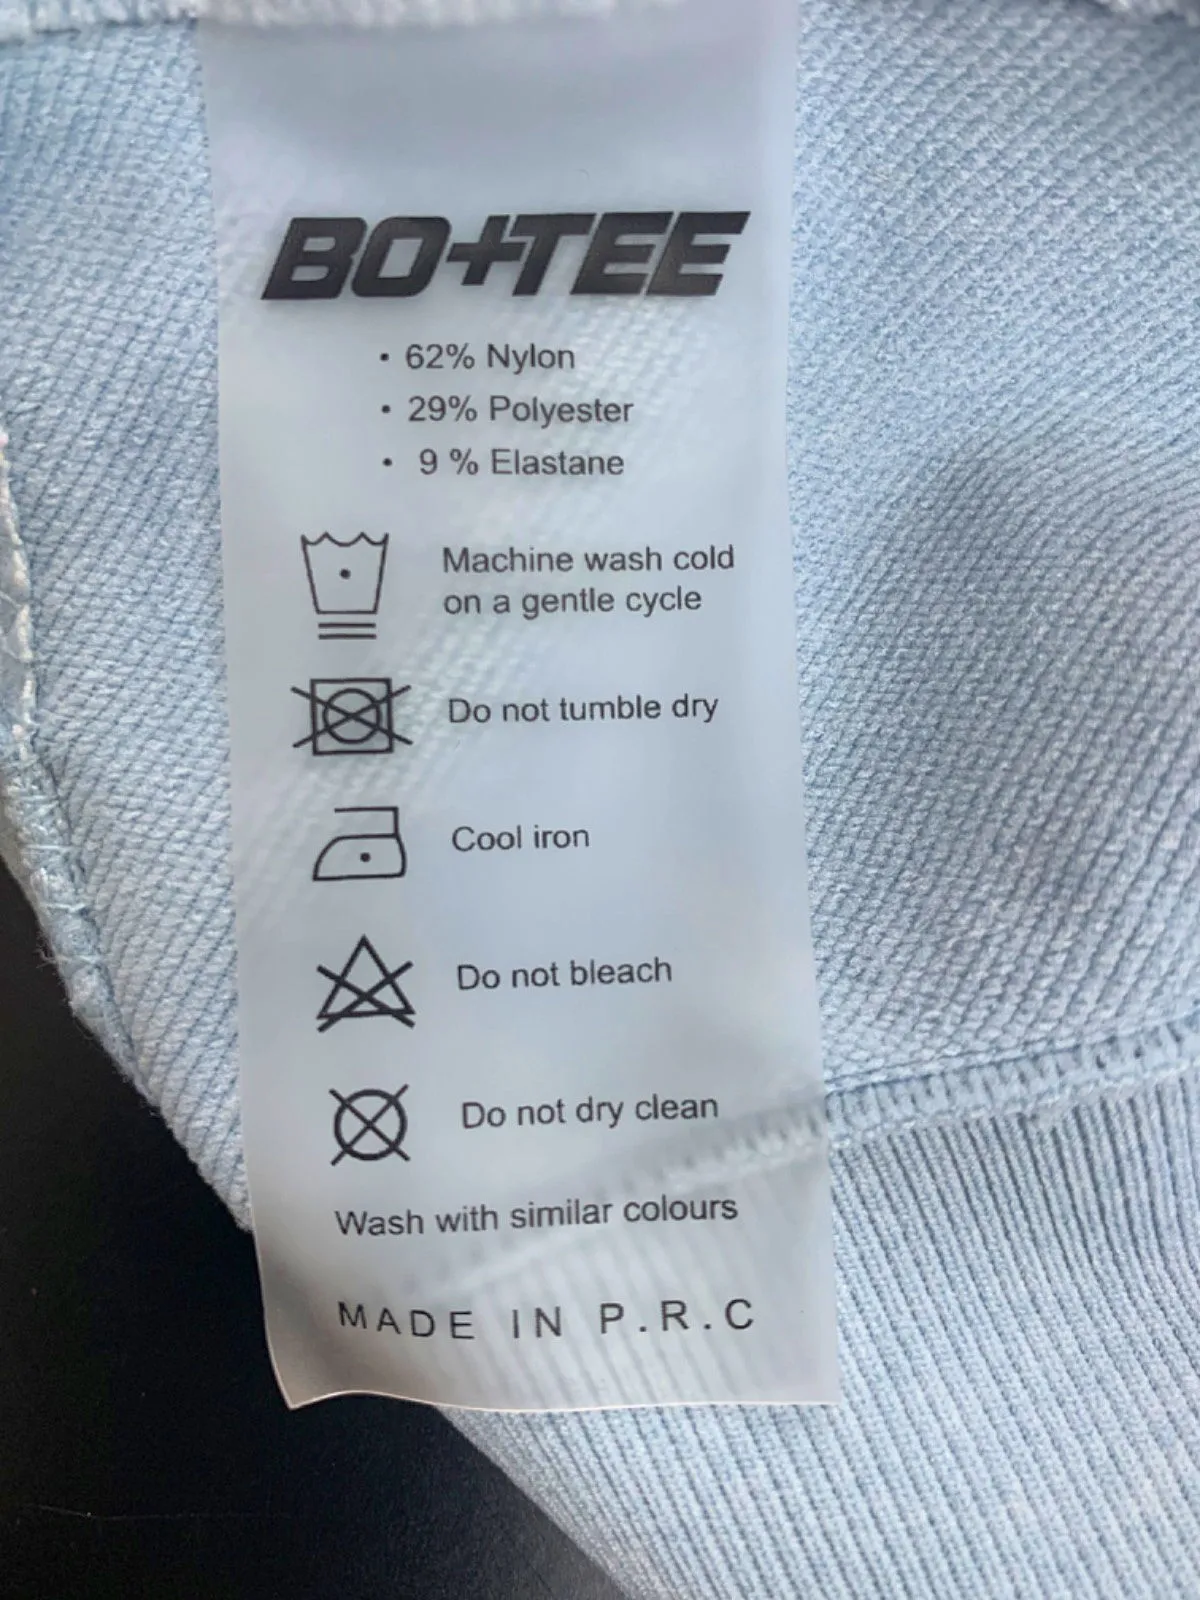 BO+TEE
• 62% Nylon
• 29% Polyester
• 9 % Elastane
Machine wash cold
on a gentle cycle
Do not tumble dry
Cool iron
Do not bleach
Do not dry clean
Wash with similar colours
MADE IN P.R.C